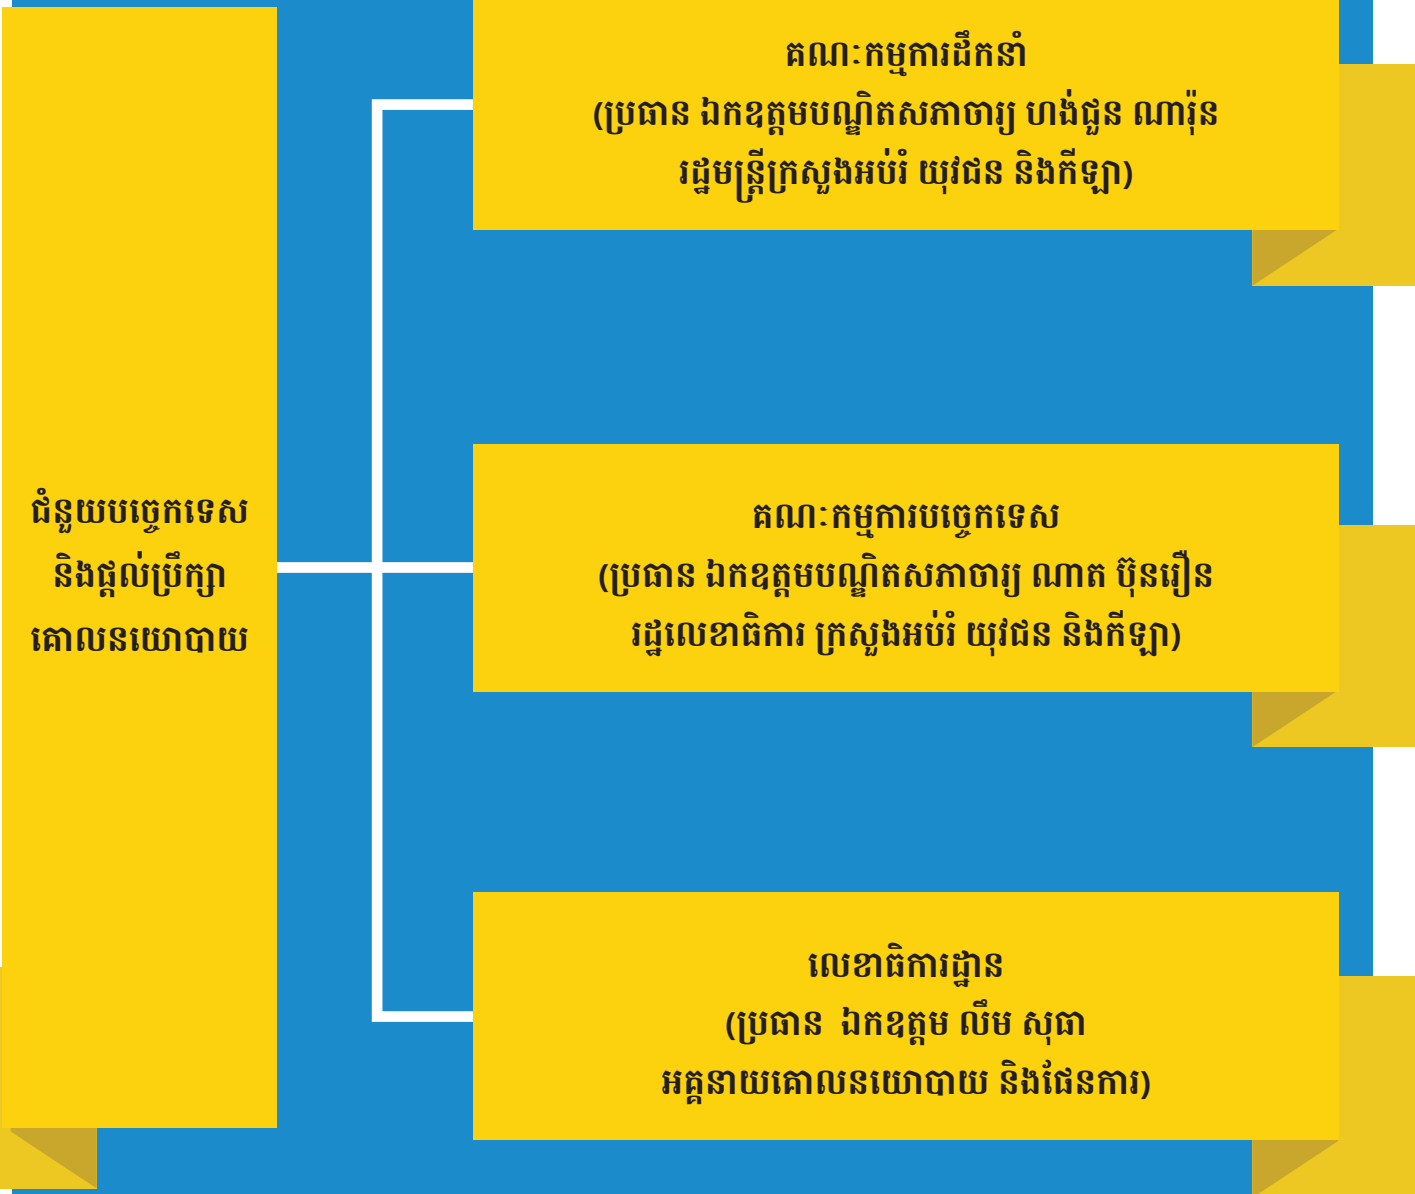 ជំនួយបច្ចេកទេស
និងផ្តល់ប្រឹក្សា
គោលនយោបាយ
គណៈកម្មការដឹកនាំ
(ប្រធាន ឯកឧត្តមបណ្ឌិតសភាចារ្យ ហង់ជួន ណារ៉ុន
រដ្ឋមន្ត្រីក្រសួងអប់រំ យុវជន និងកីឡា)
គណៈកម្មការបច្ចេកទេស
(ប្រធាន ឯកឧត្តមបណ្ឌិតសភាចារ្យ ណាត ប៊ុនរឿន
រដ្ឋលេខាធិការ ក្រសួងអប់រំ យុវជន និងកីឡា)
លេខាធិការដ្ឋាន
(ប្រធាន ឯកឧត្តម លឹម សុធា
អគ្គនាយគោលនយោបាយ និងផែនការ)